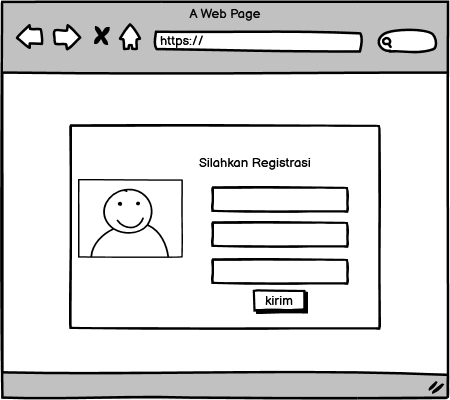 A Web Page
https://
Silahkan Registrasi
kirim